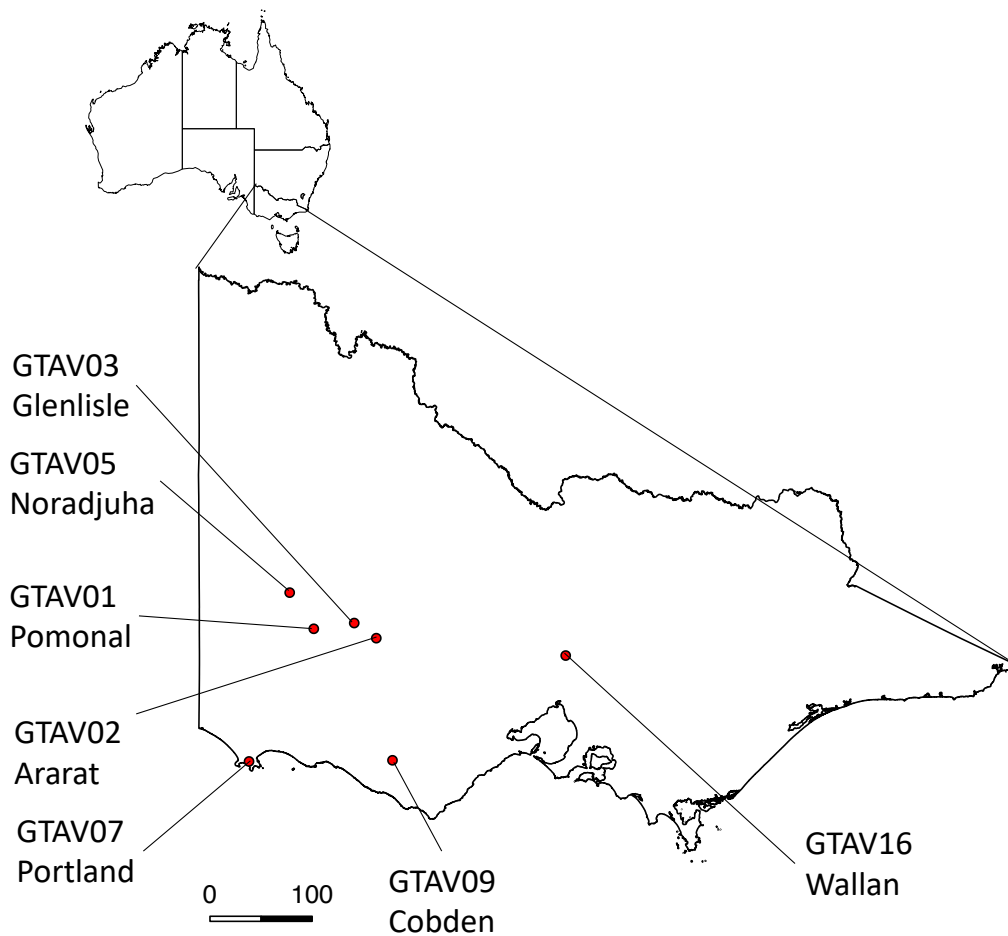 GTAV03
Glenlisle
GTAV05
Noradjuha
GTAV01
Pomonal
GTAV02
Ararat
GTAV07
Portland
GTAV09
Cobden
GTAV16
Wallan
0 100